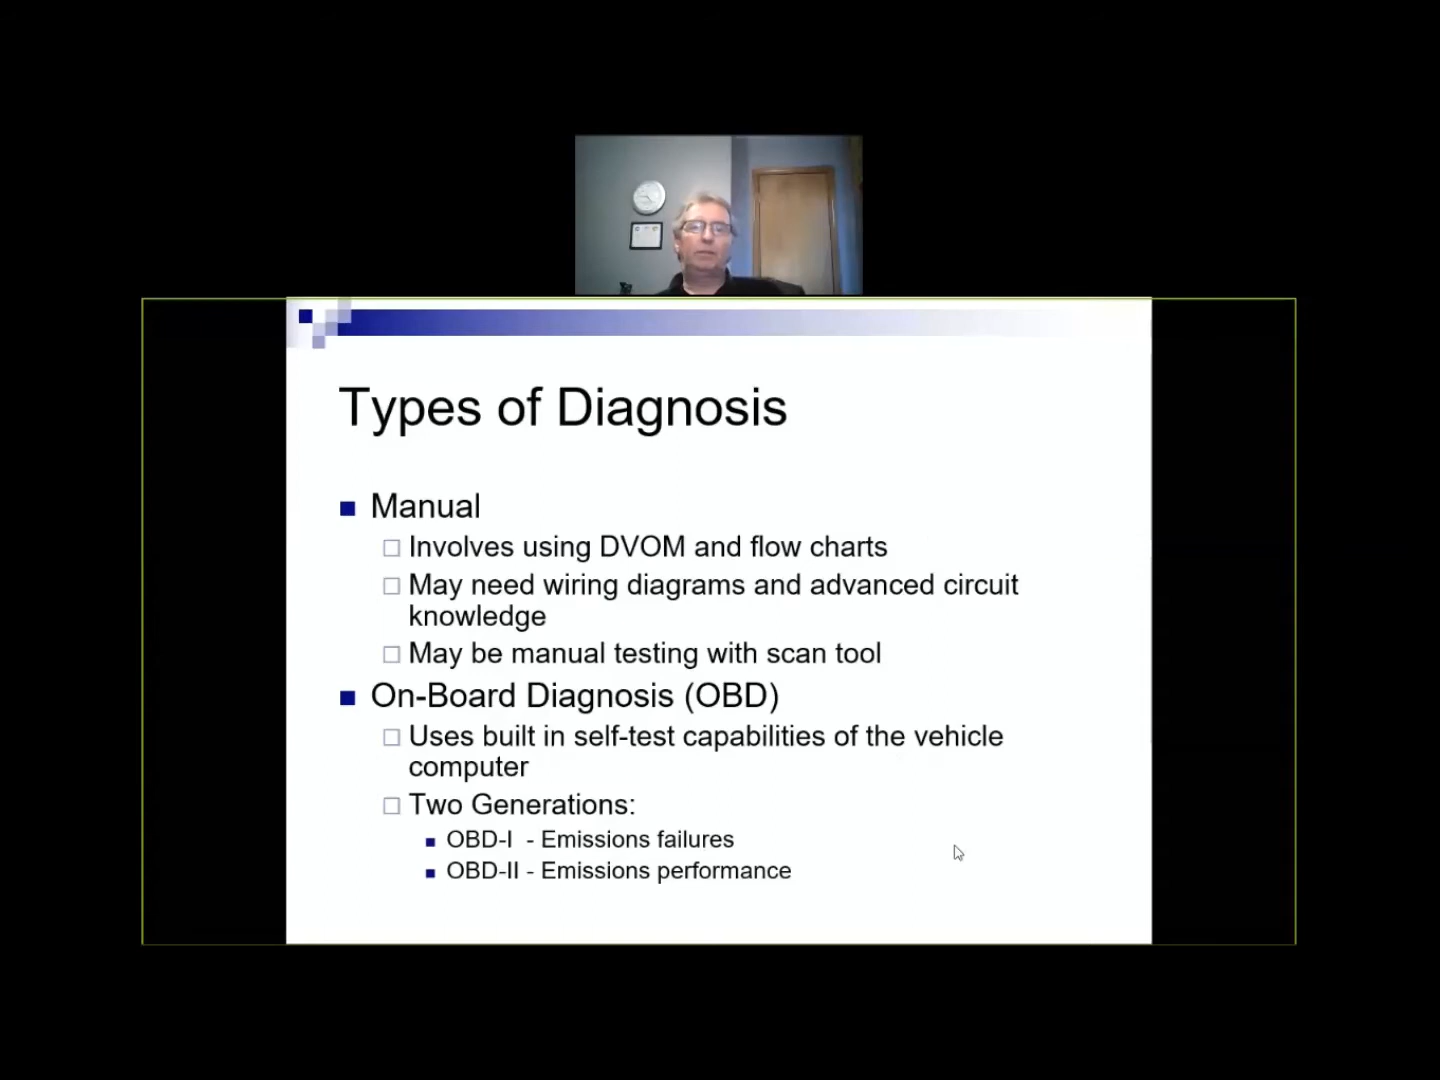 Types of Diagnosis
Manual
Involves using DVOM and flow charts
May need wiring diagrams and advanced circuit
knowledge
May be manual testing with scan tool
On-Board Diagnosis (OBD)
Uses built in self-test capabilities of the vehicle
computer
Two Generations:
OBD-I - Emissions failures
OBD-II - Emissions performance